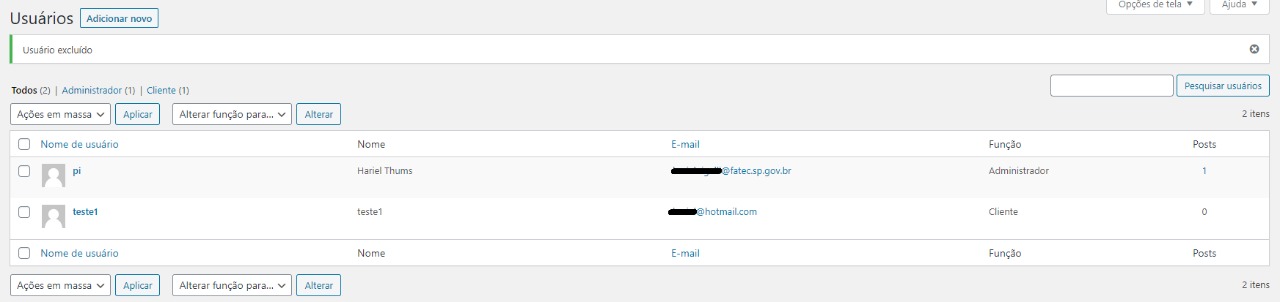 Opções de tela ▼ Ajuda ▼
Usuários Adicionar novo
Usuário excluído
Todos (2) | Administrador (1) | Cliente (1)
Pesquisar usuários
Ações em massa Aplicar Alterar função para... Alterar 2 itens
Nome de usuário Nome E-mail Função Posts
pi Hariel Thums @fatec.sp.gov.br Administrador 1
teste1 teste1 @hotmail.com Cliente 0
Nome de usuário Nome E-mail Função Posts
Ações em massa Aplicar Alterar função para... Alterar 2 itens